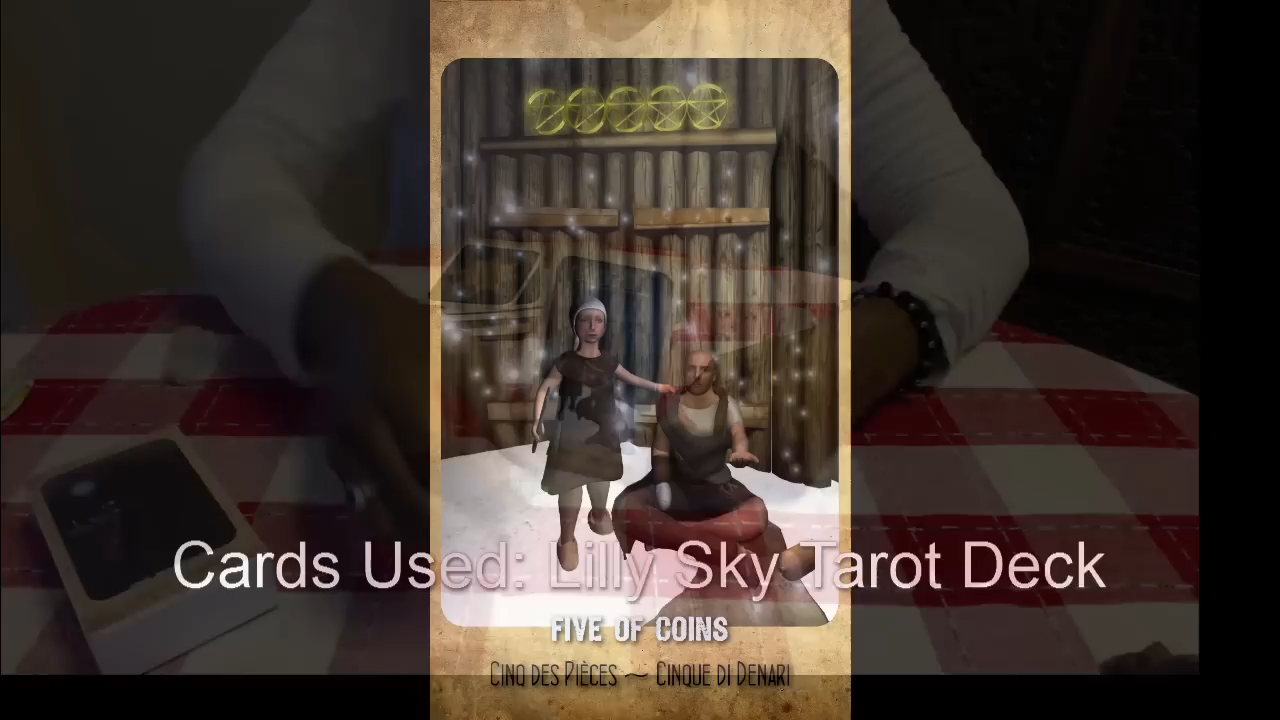 Cards Used: Lilly Sky Tarot Deck
FIVE OF COINS
CINQ DES PIÈCES ~ CINQUE DI DENARI